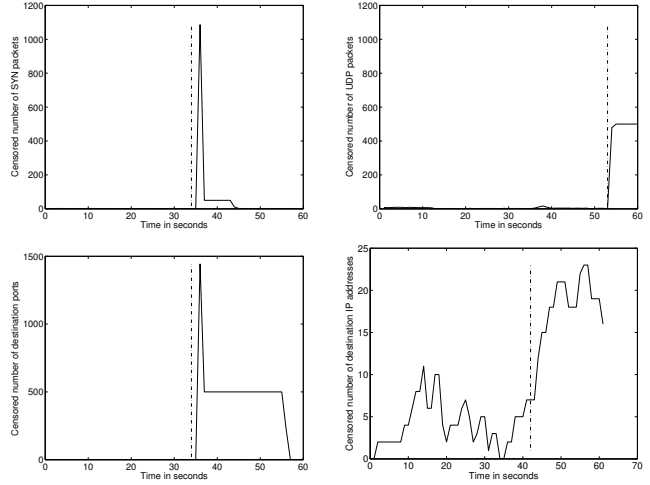 1200
1000
800
600
400
200
0
0 10 20 30 40 50 60
Time in seconds
Censored number of SYN packets
1200
1000
800
600
400
200
0
0 10 20 30 40 50 60
Time in seconds
Censored number of UDP packets
1500
1000
500
0
0 10 20 30 40 50 60
Time in seconds
Censored number of destination ports
25
20
15
10
5
0
0 10 20 30 40 50 60 70
Time in seconds
Censored number of destination IP addresses